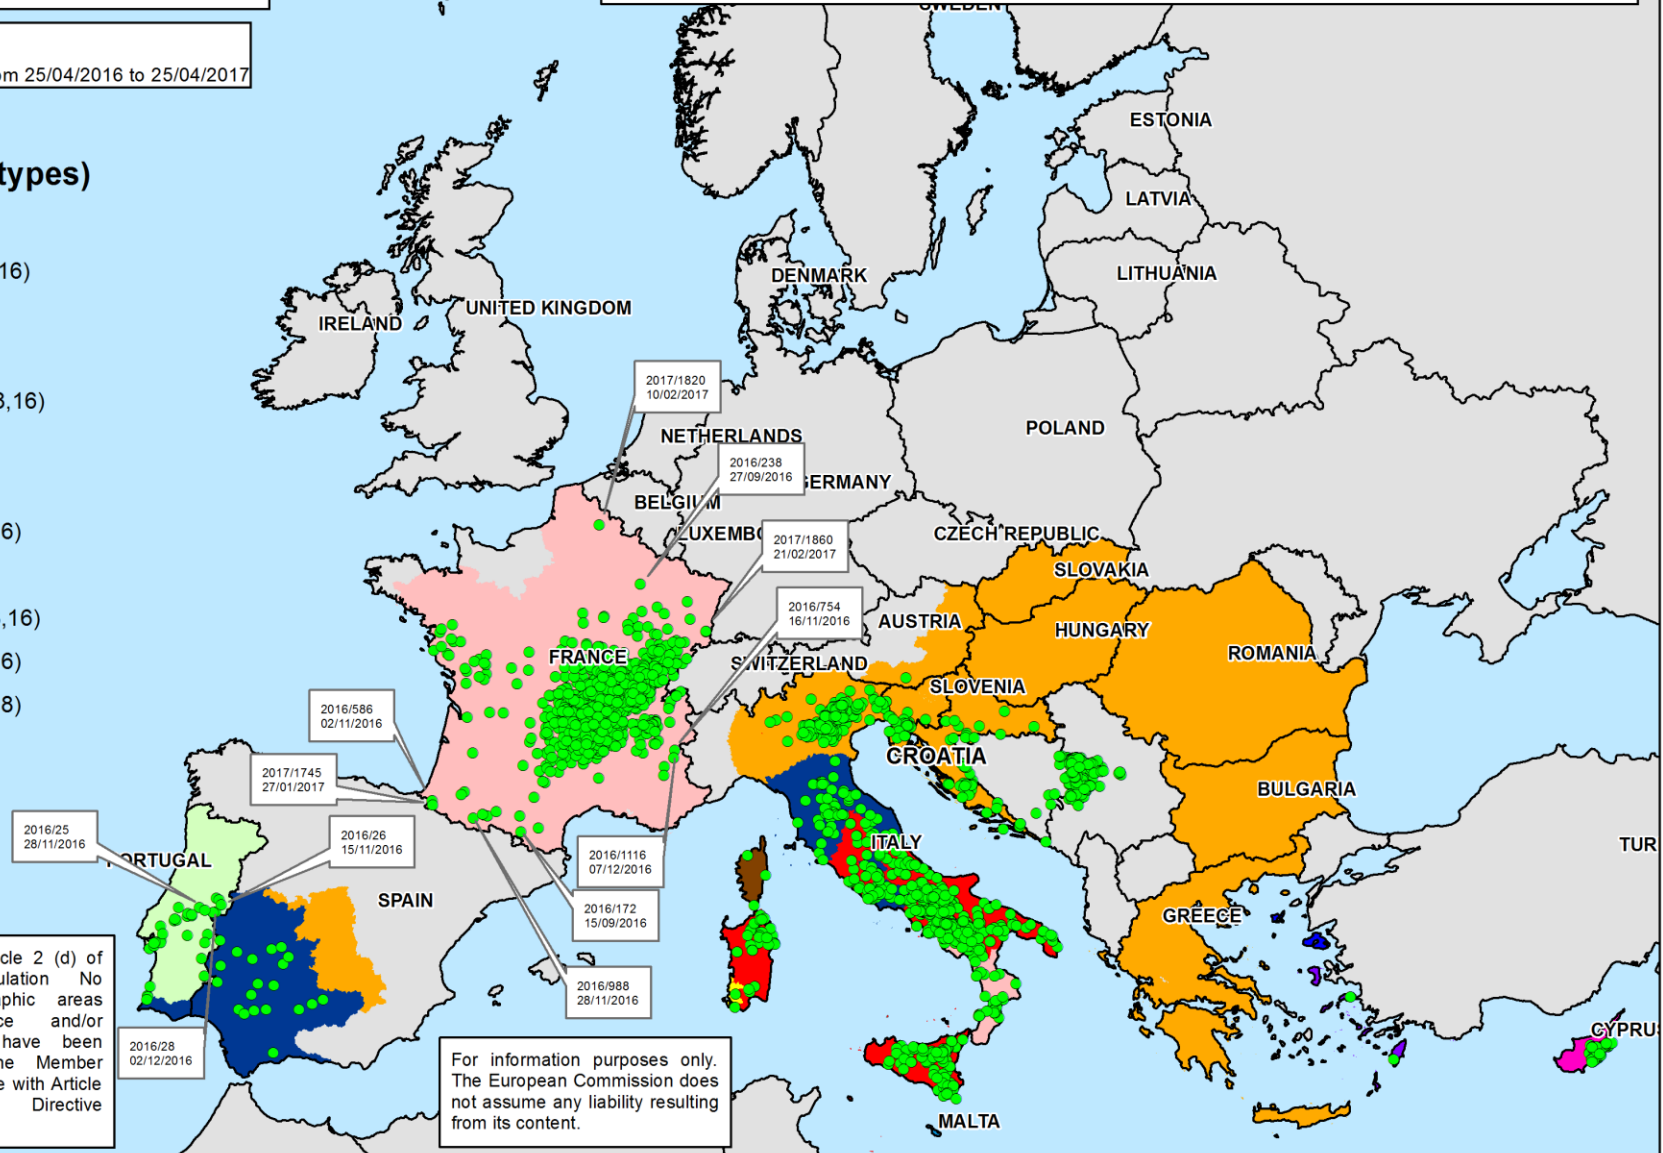 SWEDEN
om 25/04/2016 to 25/04/2017
ESTONIA
types)
LATVIA
16)
LITHUANIA
DENMARK
UNITED KINGDOM
IRELAND
2017/1820
10/02/2017
3,16)
POLAND
NETHERLANDS
2016/238
27/09/2016
GERMANY
BELGIUM
6)
LUXEMBO
CZECH REPUBLIC
2017/1860
21/02/2017
SLOVAKIA
2016/754
16/11/2016
,16)
AUSTRIA
HUNGARY
ROMANIA
FRANCE
SWITZERLAND
6)
SLOVENIA
8)
2016/586
02/11/2016
CROATIA
2017/1745
27/01/2017
BULGARIA
2016/25
28/11/2016
2016/26
15/11/2016
ITALY
TUR
PORTUGAL
2016/1116
07/12/2016
SPAIN
2016/172
15/09/2016
GREECE
icle 2 (d) of
ulation No
aphic areas
ce and/or
have been
he Member
e with Article
Directive
2016/988
28/11/2016
CYPRUS
2016/28
02/12/2016
For information purposes only.
The European Commission does
not assume any liability resulting
from its content.
MALTA